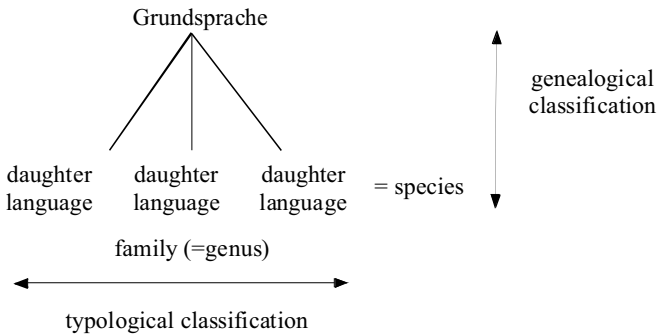 Grundsprache
genealogical
classification
daughter
language
daughter
language
daughter
language
= species
family (=genus)
typological classification